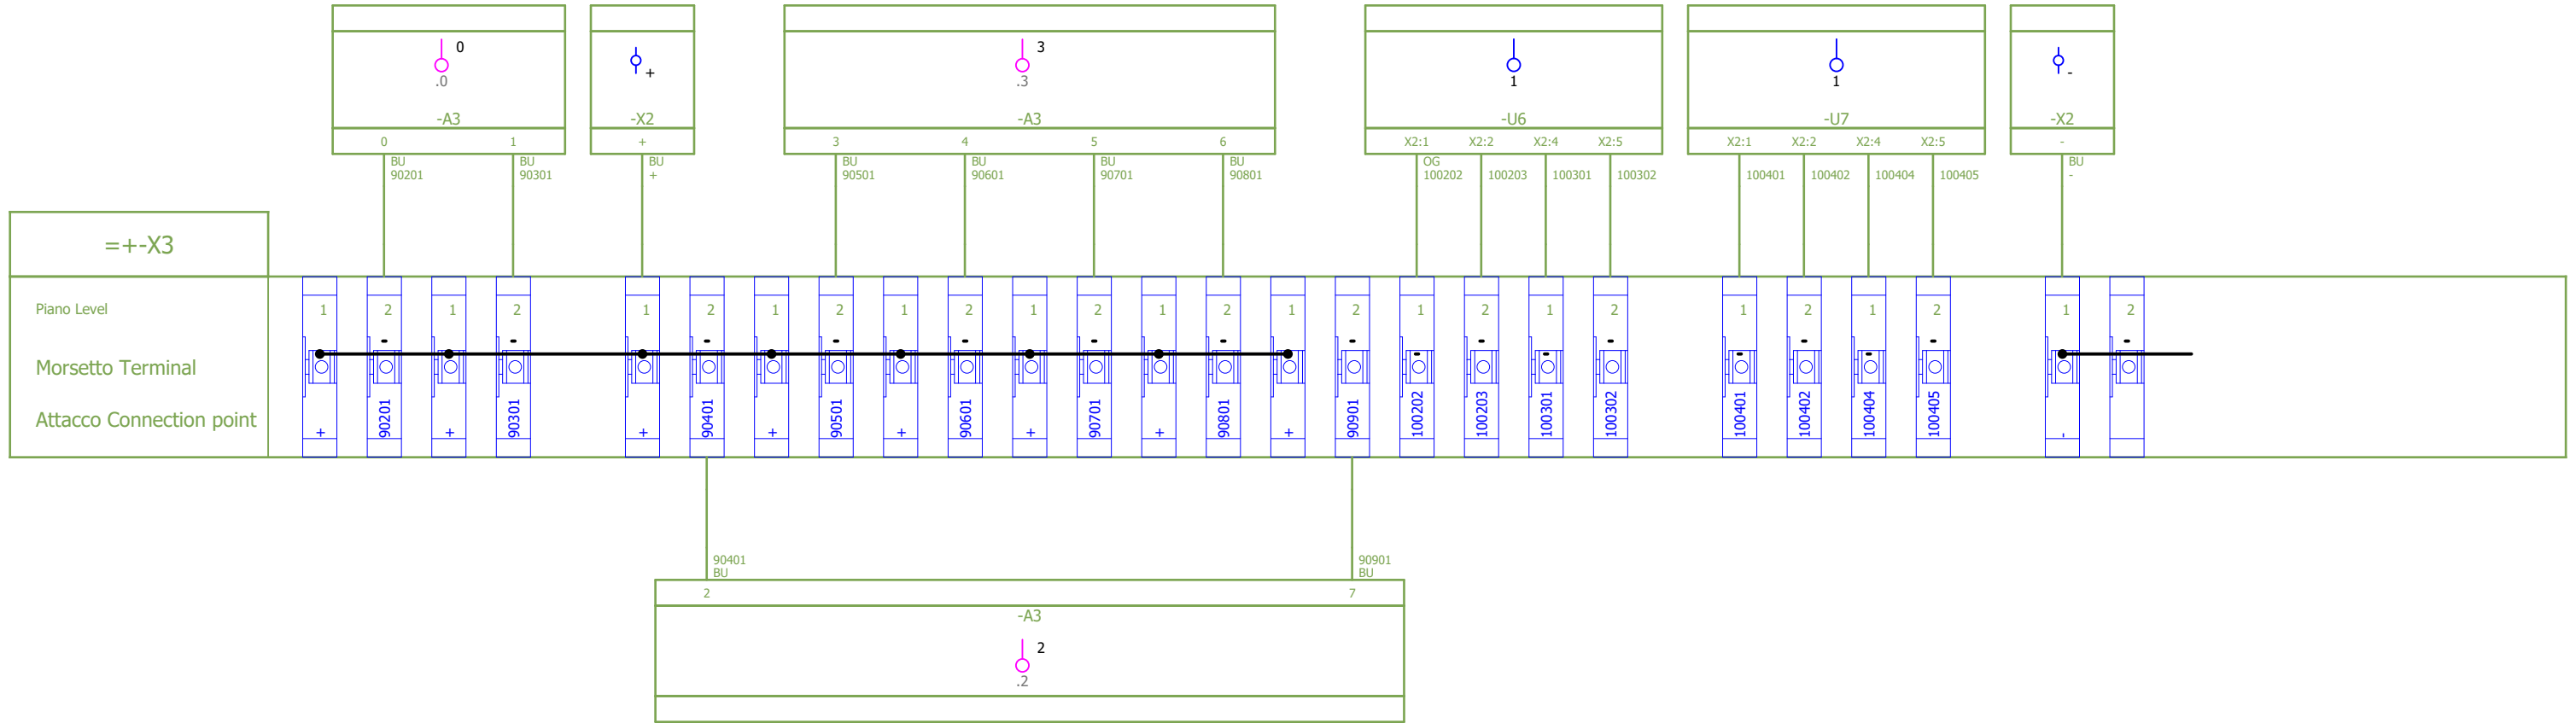 0 + 3 1 1 -
.0 .3
-A3 -X2 -A3 -U6 -U7 -X2
0 1 + 3 4 5 6 X2:1 X2:2 X2:4 X2:5 X2:1 X2:2 X2:4 X2:5 -
BU BU BU BU BU BU BU OG BU
90201 90301 + 90501 90601 90701 90801 100202 100203 100301 100302 100401 100402 100404 100405 -
=+-X3
Piano Level 1 2 1 2 1 2 1 2 1 2 1 2 1 2 1 2 1 2 1 2 1 2 1 2 1 2
Morsetto Terminal
Attacco Connection point + 90201 + 90301 + 90401 + 90501 + 90601 + 90701 + 90801 + 90901 100202 100203 100301 100302 100401 100402 100404 100405 -
90401 90901
BU BU
2 7
-A3
2
.2